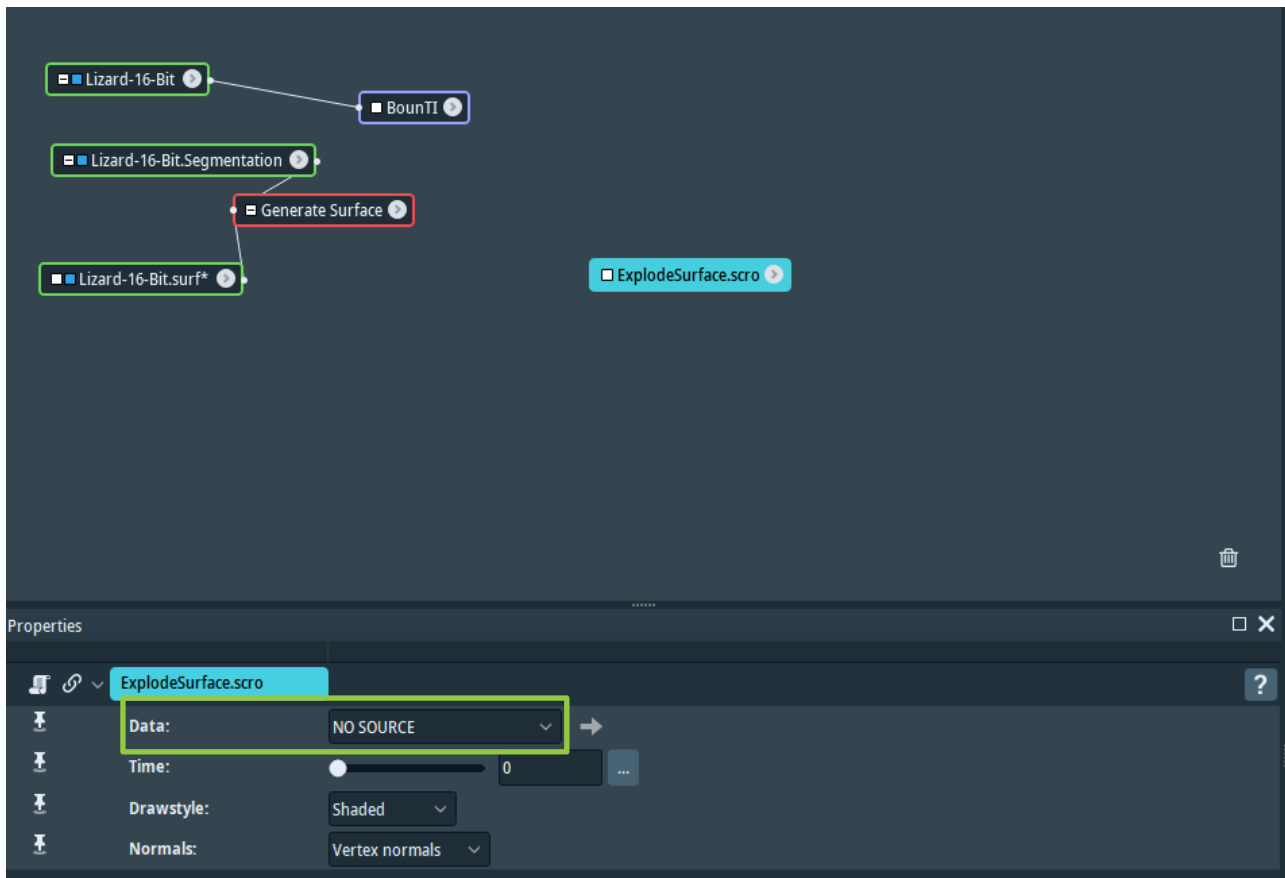 Lizard-16-Bit
BounTI
Lizard-16-Bit.Segmentation
Generate Surface
Lizard-16-Bit.surf*
ExplodeSurface.scro
Properties
ExplodeSurface.scro
?
Data:
NO SOURCE
Time:
0
...
Drawstyle:
Shaded
Normals:
Vertex normals